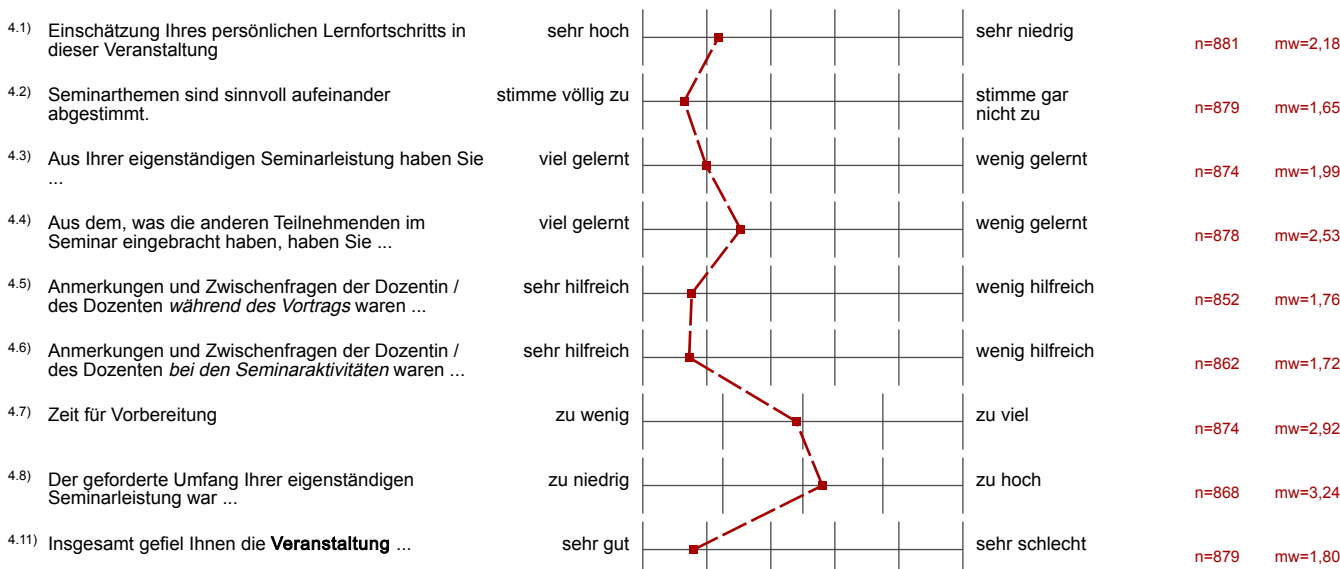 4.1) Einschätzung Ihres persönlichen Lernfortschritts in sehr hoch sehr niedrig n=881 mw=2,18
dieser Veranstaltung
4.2) Seminarthemen sind sinnvoll aufeinander stimme völlig zu stimme gar n=879 mw=1,65
abgestimmt. nicht zu
4.3) Aus Ihrer eigenständigen Seminarleistung haben Sie viel gelernt wenig gelernt n=874 mw=1,99
...
4.4) Aus dem, was die anderen Teilnehmenden im viel gelernt wenig gelernt n=878 mw=2,53
Seminar eingebracht haben, haben Sie ...
4.5) Anmerkungen und Zwischenfragen der Dozentin / sehr hilfreich wenig hilfreich n=852 mw=1,76
des Dozenten während des Vortrags waren ...
4.6) Anmerkungen und Zwischenfragen der Dozentin / sehr hilfreich wenig hilfreich n=862 mw=1,72
des Dozenten bei den Seminaraktivitäten waren ...
4.7) Zeit für Vorbereitung zu wenig zu viel n=874 mw=2,92
4.8) Der geforderte Umfang Ihrer eigenständigen zu niedrig zu hoch n=868 mw=3,24
Seminarleistung war ...
4.11) Insgesamt gefiel Ihnen die Veranstaltung ... sehr gut sehr schlecht n=879 mw=1,80